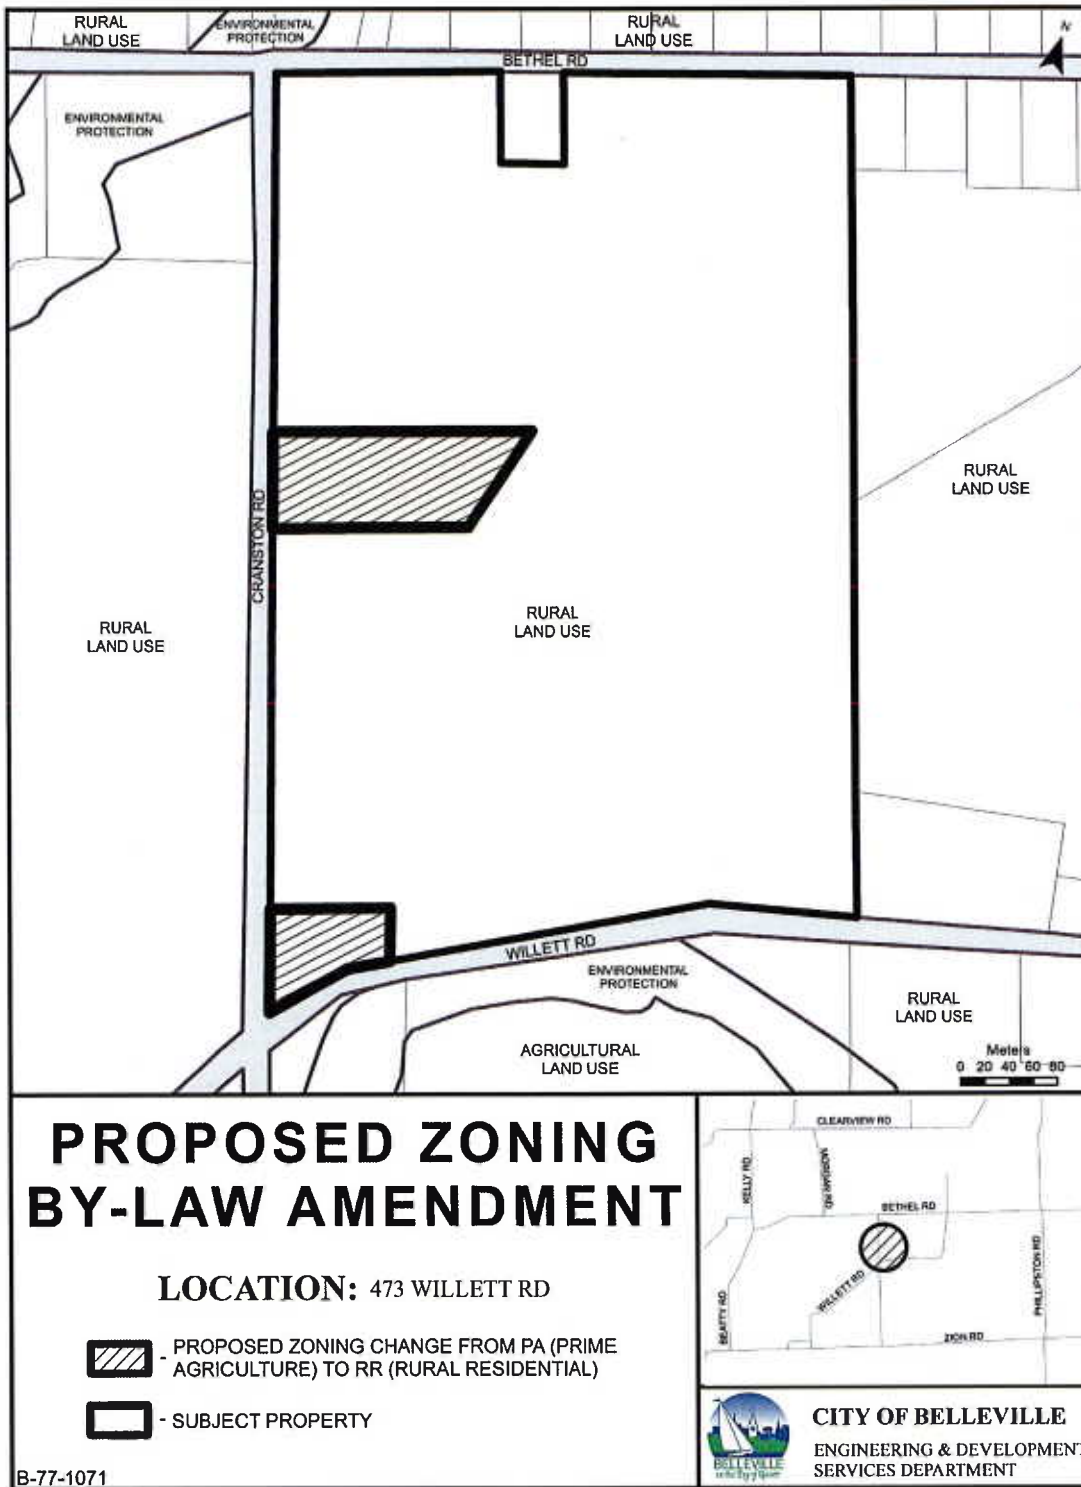 RURAL
LAND USE
ENVIRONMENTAL
PROTECTION
RURAL
LAND USE
N
BETHEL RD
ENVIRONMENTAL
PROTECTION
CRANSTON RD
RURAL
LAND USE
RURAL
LAND USE
RURAL
LAND USE
WILLETT RD
ENVIRONMENTAL
PROTECTION
RURAL
LAND USE
AGRICULTURAL
LAND USE
Meters
0 20 40 60 80
PROPOSED ZONING
BY-LAW AMENDMENT
LOCATION: 473 WILLETT RD
- PROPOSED ZONING CHANGE FROM PA (PRIME
AGRICULTURE) TO RR (RURAL RESIDENTIAL)
- SUBJECT PROPERTY
B-77-1071
CLEARVIEW RD
KELLY RD
MORGAN RD
BETHEL RD
WILLETT RD
PHILLIPSTON RD
BEATTY RD
ZION RD
BELLEVILLE
CITY OF BELLEVILLE
ENGINEERING & DEVELOPMENT
SERVICES DEPARTMENT